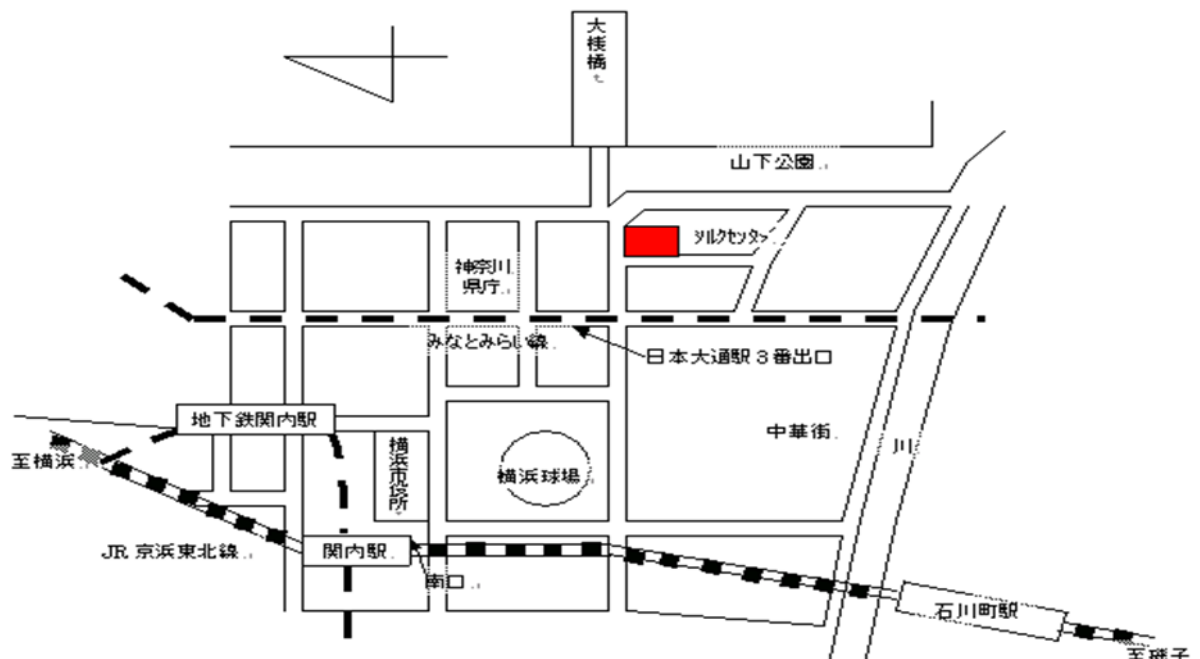 大桟橋
山下公園
シルクセンター
神奈川
県庁
みなとみらい線
日本大通駅３番出口
地下鉄関内駅
中華街
川
至横浜
横浜市役所
横浜球場
JR 京浜東北線
関内駅
南口
石川町駅
至磯子